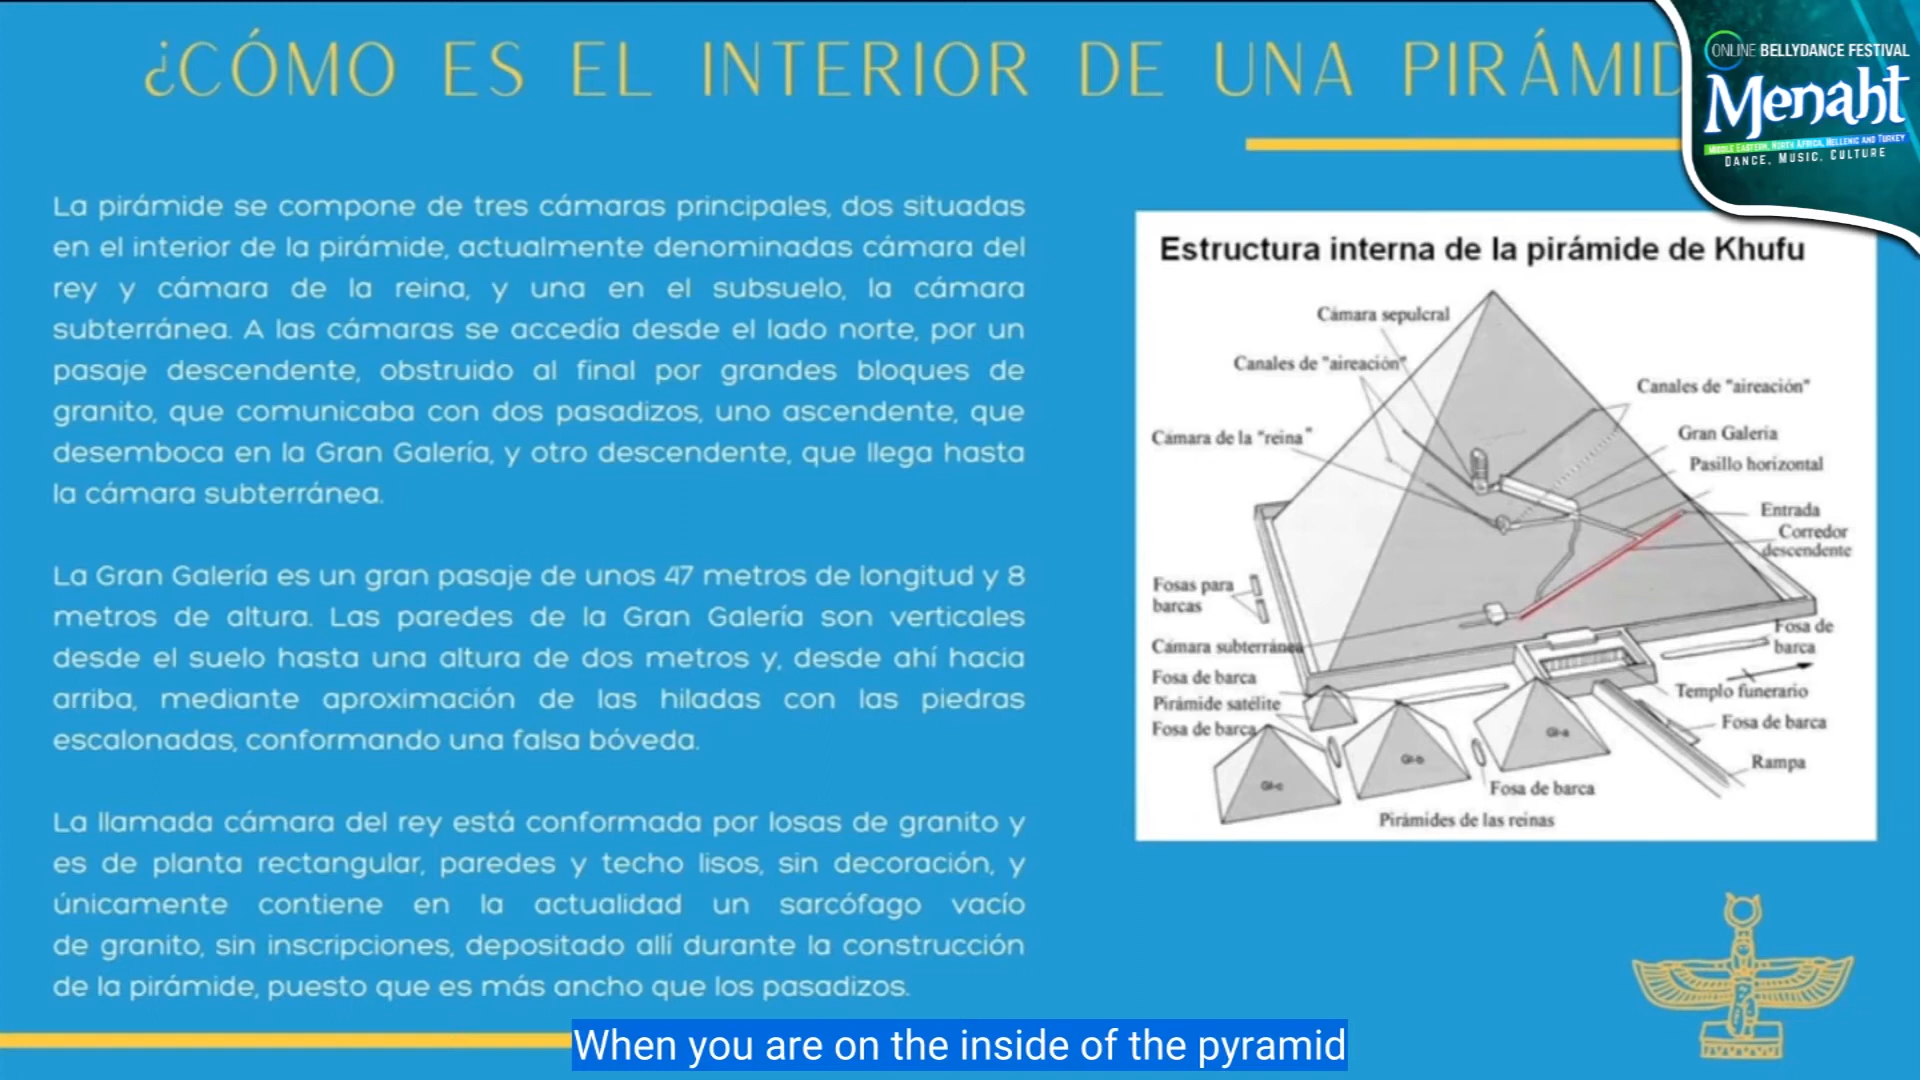 ¿CÓMO ES EL INTERIOR DE UNA PIRÁMID
ONLINE BELLYDANCE FESTIVAL
Menaht
MIDDLE EASTERN, NORTH AFRICA, HELLENIC AND TURKEY
DANCE, MUSIC, CULTURE
La pirámide se compone de tres cámaras principales, dos situadas
en el interior de la pirámide, actualmente denominadas cámara del
rey y cámara de la reina, y una en el subsuelo, la cámara
subterránea. A las cámaras se accedía desde el lado norte, por un
pasaje descendente, obstruido al final por grandes bloques de
granito, que comunicaba con dos pasadizos, uno ascendente, que
desemboca en la Gran Galería, y otro descendente, que llega hasta
la cámara subterránea.
La Gran Galería es un gran pasaje de unos 47 metros de longitud y 8
metros de altura. Las paredes de la Gran Galería son verticales
desde el suelo hasta una altura de dos metros y, desde ahí hacia
arriba, mediante aproximación de las hiladas con las piedras
escalonadas, conformando una falsa bóveda.
La llamada cámara del rey está conformada por losas de granito y
es de planta rectangular, paredes y techo lisos, sin decoración, y
únicamente contiene en la actualidad un sarcófago vacío
de granito, sin inscripciones, depositado allí durante la construcción
de la pirámide, puesto que es más ancho que los pasadizos.
Estructura interna de la pirámide de Khufu
Cámara sepulcral
Canales de "aireación"
Canales de "aireación"
Cámara de la "reina"
Gran Galería
Pasillo horizontal
Entrada
Corredor
descendente
Fosas para
barcas
Fosa de
barca
Cámara subterránea
Fosa de barca
Templo funerario
Pirámide satélite
Fosa de barca
Fosa de barca
GI-a
GI-b
GI-c
Rampa
Fosa de barca
Pirámides de las reinas
When you are on the inside of the pyramid